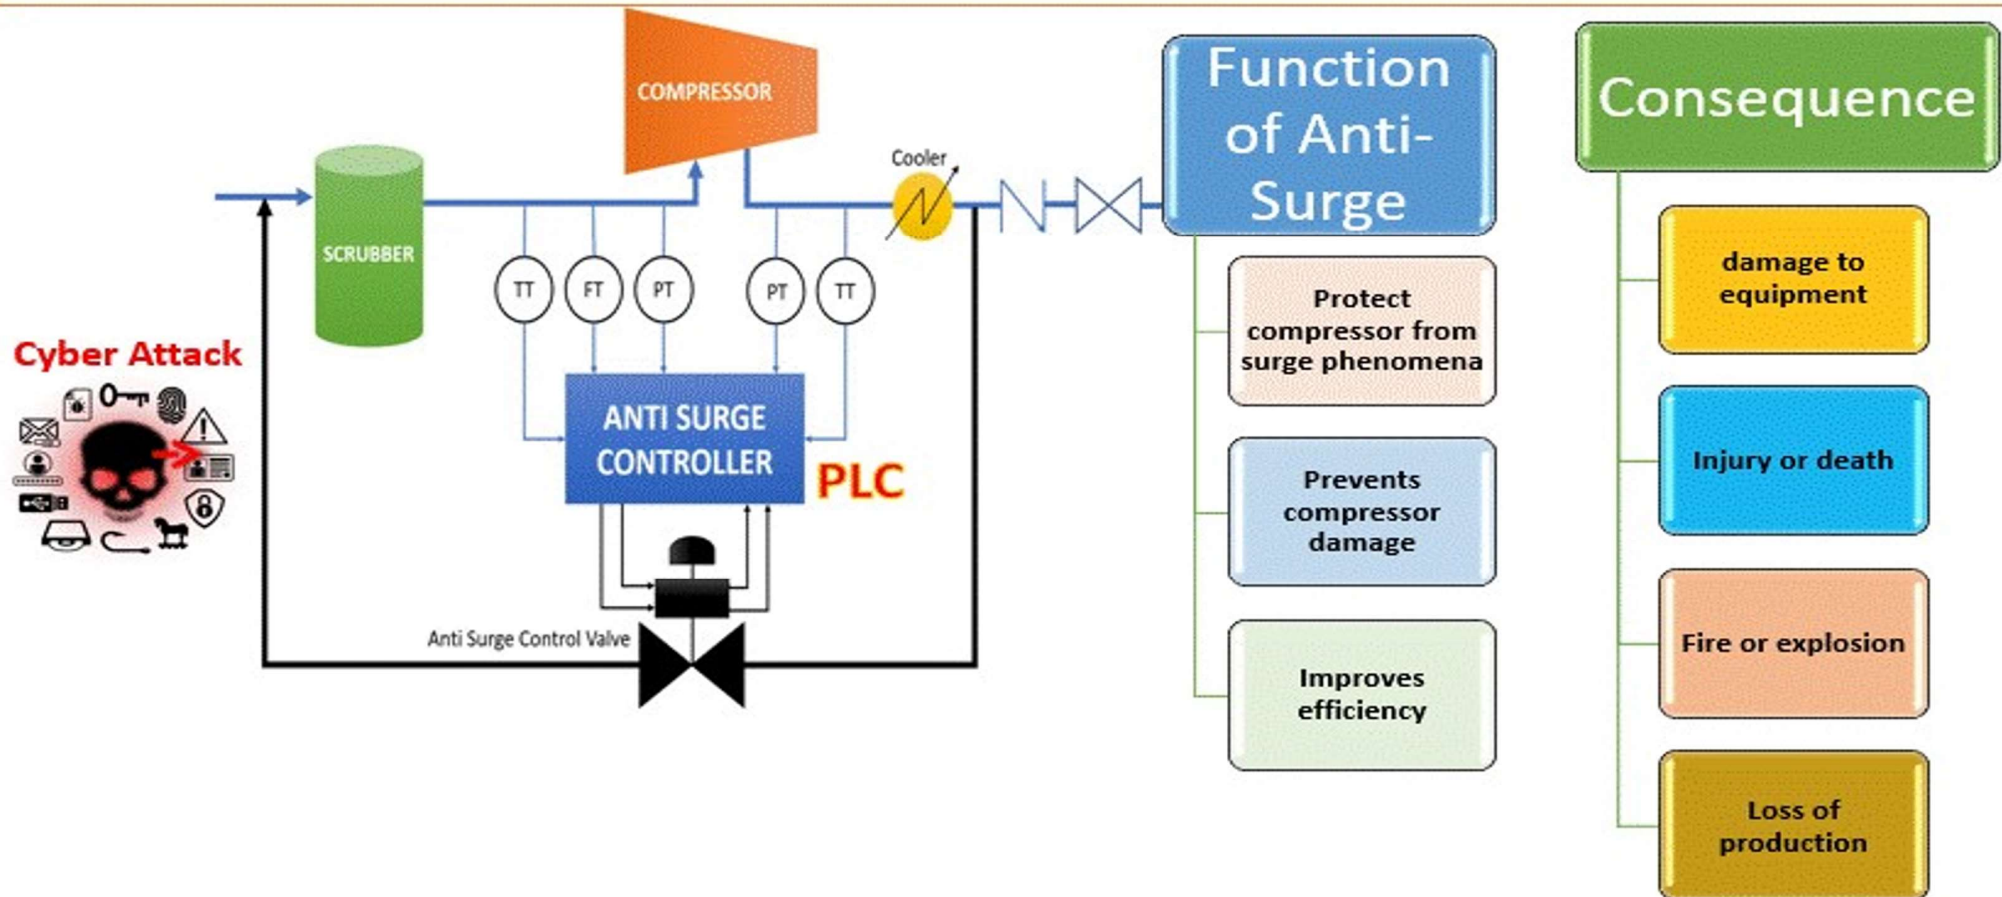 COMPRESSOR
Cooler
SCRUBBER
TT
FT
PT
PT
TT
Cyber Attack
ANTI SURGE
CONTROLLER
PLC
Anti Surge Control Valve
Function
of Anti-
Surge
Protect
compressor from
surge phenomena
Prevents
compressor
damage
Improves
efficiency
Consequence
damage to
equipment
Injury or death
Fire or explosion
Loss of
production